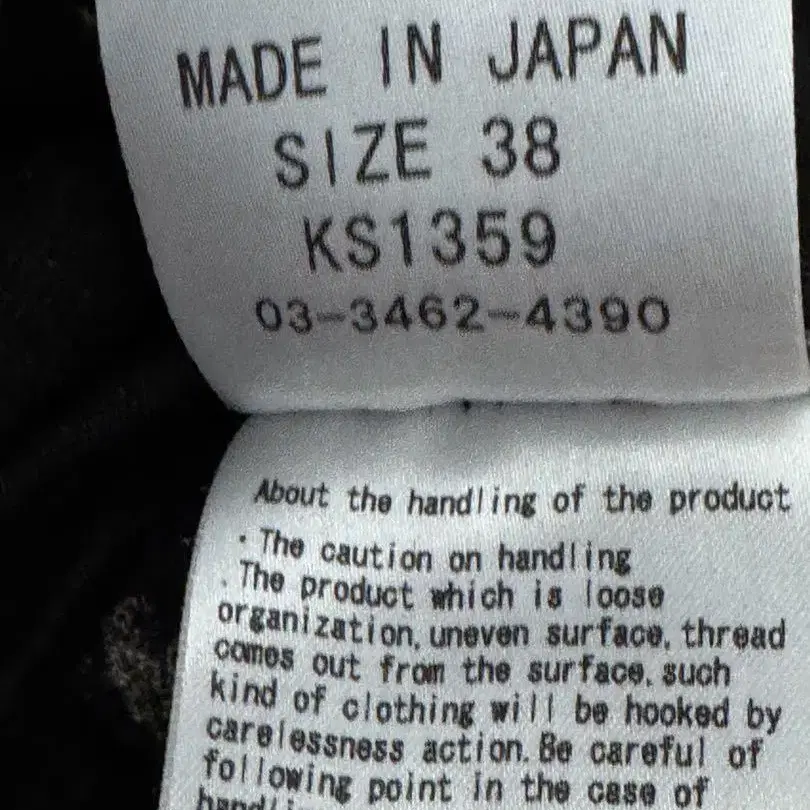 MADE IN JAPAN
SIZE 38
KS1359
03-3462-4390
About the handling of the product
・The caution on handling
.The product which is loose
organization, uneven surface, thread
comes out from the surface, such
kind of clothing will be hooked by
carelessness action. Be careful of
following point in the case of